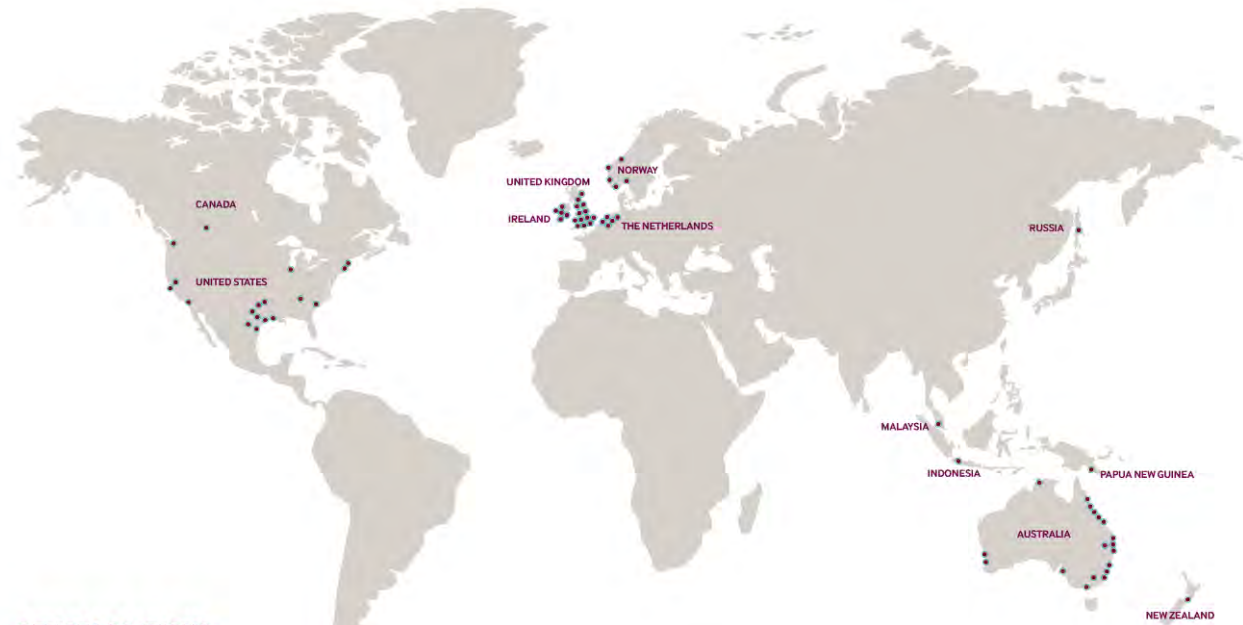 NORWAY
UNITED KINGDOM
CANADA
IRELAND
THE NETHERLANDS
RUSSIA
UNITED STATES
MALAYSIA
INDONESIA
PAPUA NEW GUINEA
AUSTRALIA
NEW ZEALAND